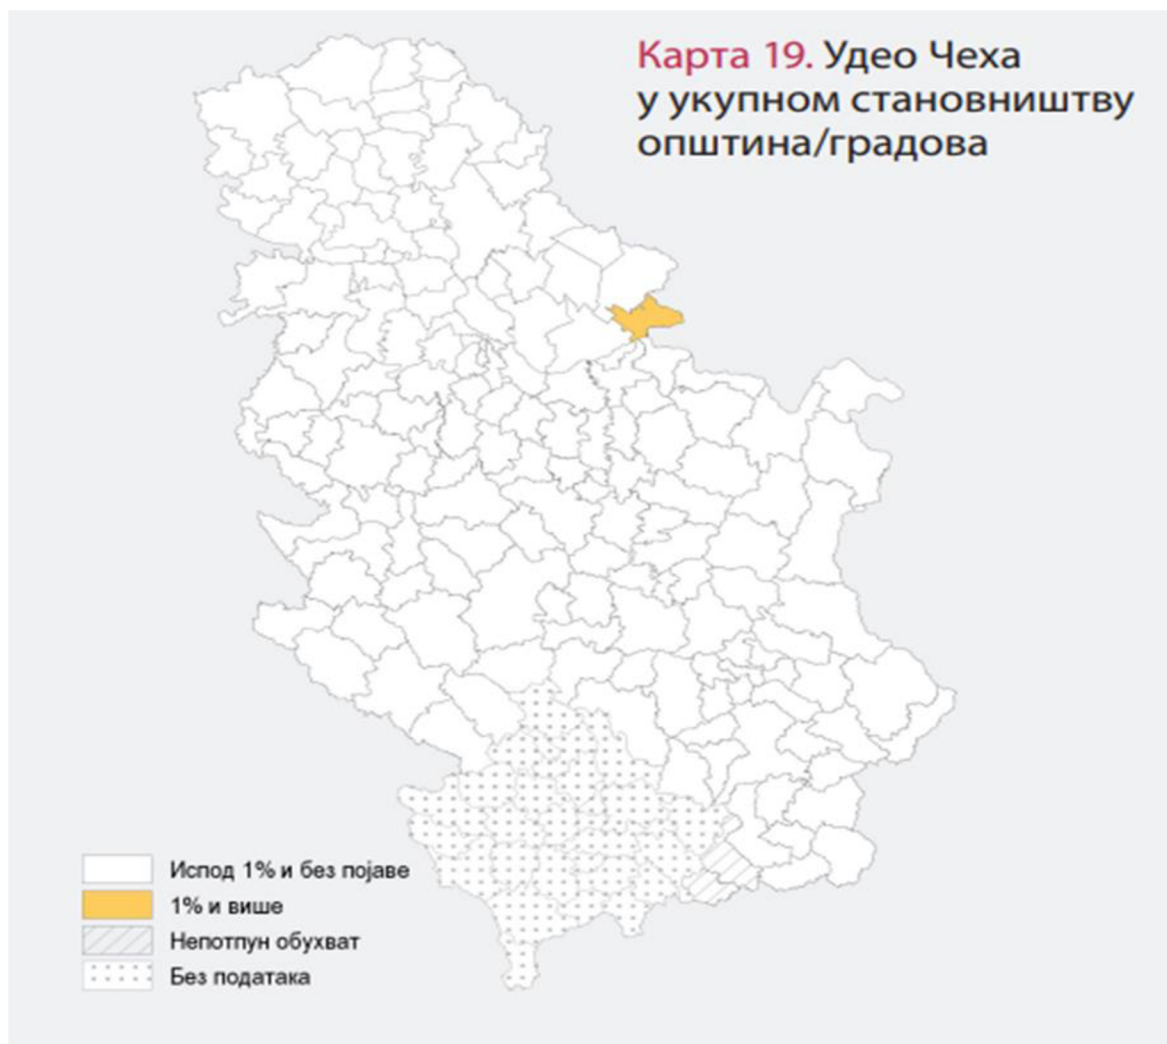 Карта 19. Удео Чеха
у укупном становништву
општина/градова
Испод 1% и без појаве
1% и више
Непотпун обухват
Без података